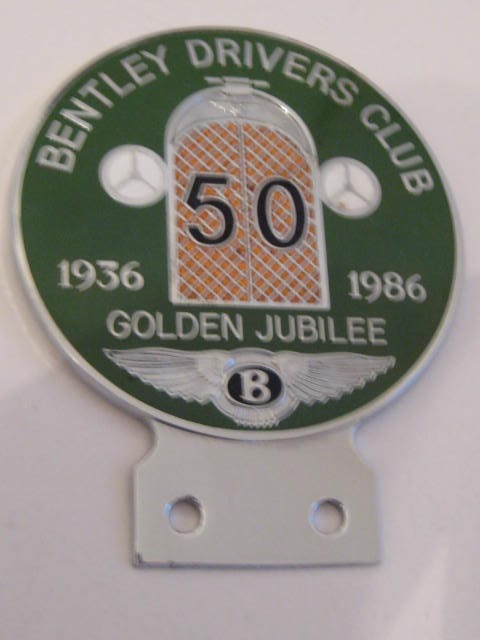 BENTLEY DRIVERS CLUB
50
1936 1986
GOLDEN JUBILEE
B